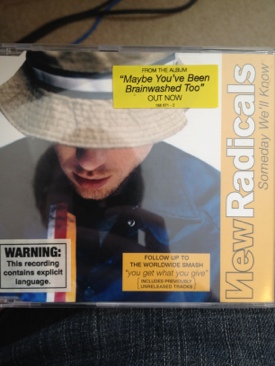 FROM THE ALBUM
"Maybe You've Been
Brainwashed Too"
OUT NOW
New Radicals
Someday We'll Know
WARNING:
This recording
contains explicit
language.
FOLLOW UP TO
THE WORLDWIDE SMASH
"you get what you give"
INCLUDES PREVIOUSLY
UNRELEASED TRACKS